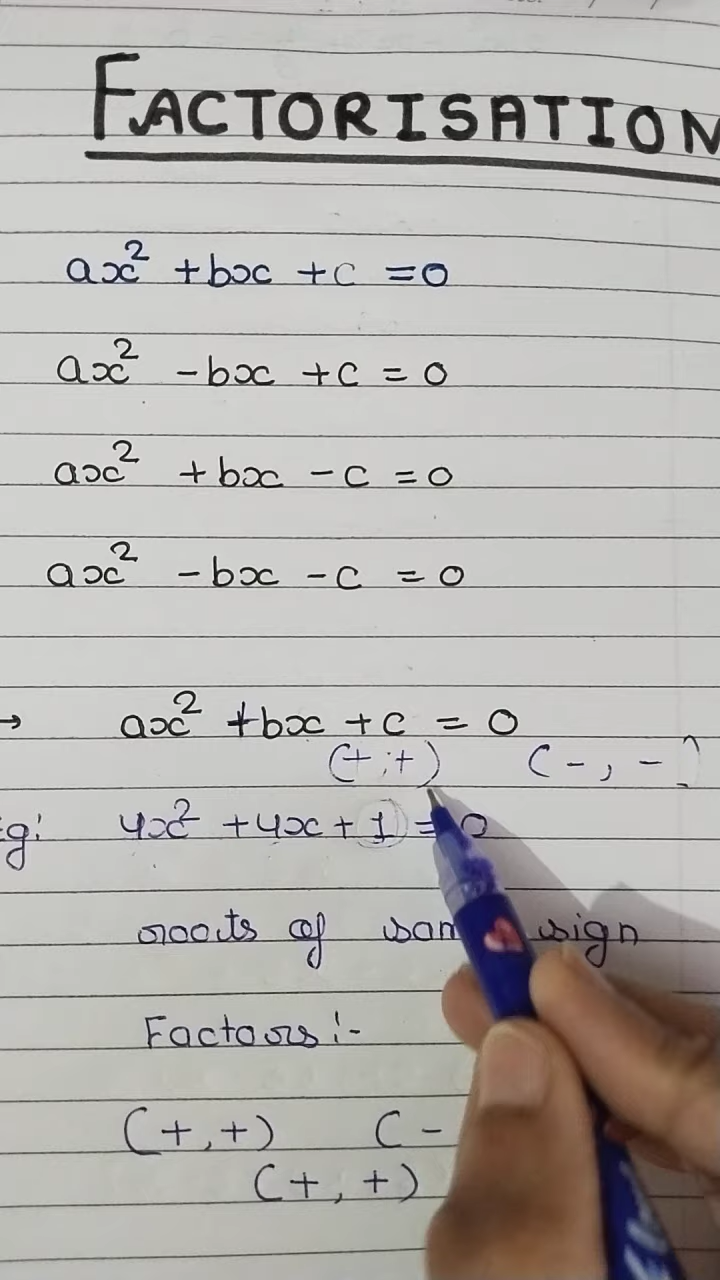 FACTORISATION
ax² + bx + c = 0
ax² - bx + c = 0
ax² + bx - c = 0
ax² - bx - c = 0
→ ax² + bx + c = 0
(+,+) (-,-)
g: 4x² + 4x + 1 = 0
roots of sign
Factors:-
(+,+) (-
(+,+)